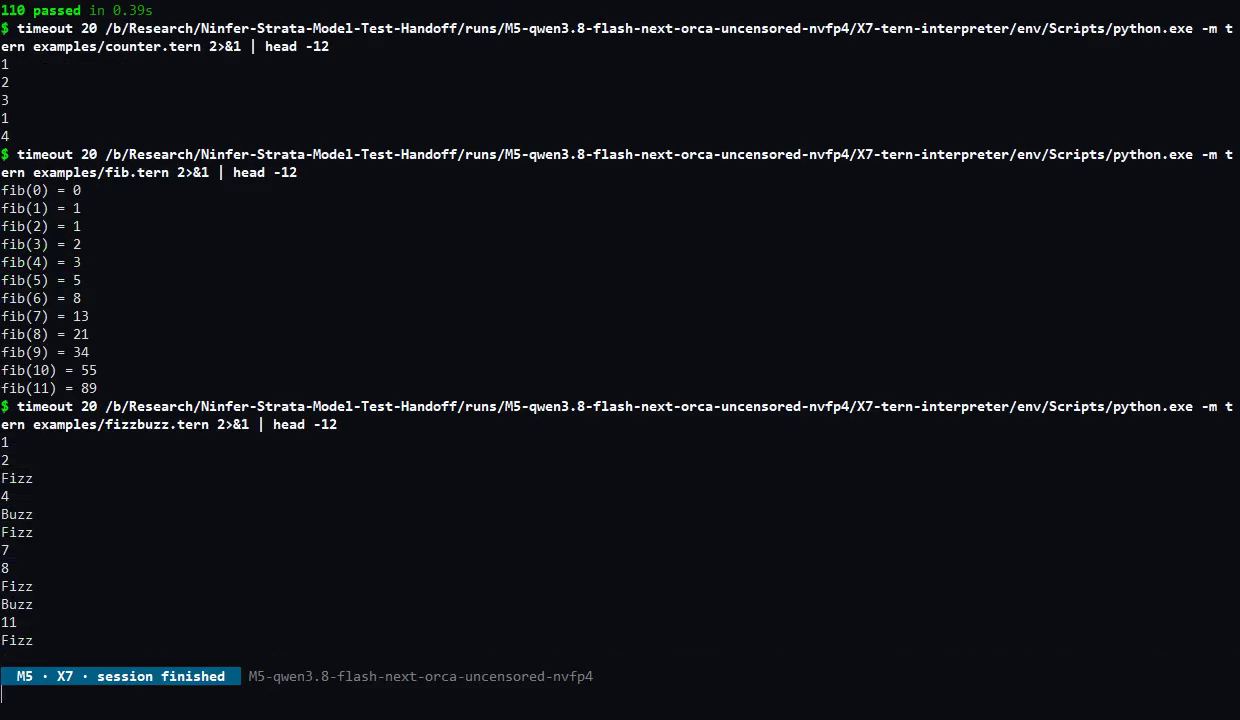 110 passed in 0.39s
$ timeout 20 /b/Research/Ninfer-Strata-Model-Test-Handoff/runs/M5-qwen3.8-flash-next-orca-uncensored-nvfp4/X7-tern-interpreter/env/Scripts/python.exe -m t
ern examples/counter.tern 2>&1 | head -12
1
2
3
1
4
$ timeout 20 /b/Research/Ninfer-Strata-Model-Test-Handoff/runs/M5-qwen3.8-flash-next-orca-uncensored-nvfp4/X7-tern-interpreter/env/Scripts/python.exe -m t
ern examples/fib.tern 2>&1 | head -12
fib(0) = 0
fib(1) = 1
fib(2) = 1
fib(3) = 2
fib(4) = 3
fib(5) = 5
fib(6) = 8
fib(7) = 13
fib(8) = 21
fib(9) = 34
fib(10) = 55
fib(11) = 89
$ timeout 20 /b/Research/Ninfer-Strata-Model-Test-Handoff/runs/M5-qwen3.8-flash-next-orca-uncensored-nvfp4/X7-tern-interpreter/env/Scripts/python.exe -m t
ern examples/fizzbuzz.tern 2>&1 | head -12
1
2
Fizz
4
Buzz
Fizz
7
8
Fizz
Buzz
11
Fizz
M5 · X7 · session finished M5-qwen3.8-flash-next-orca-uncensored-nvfp4